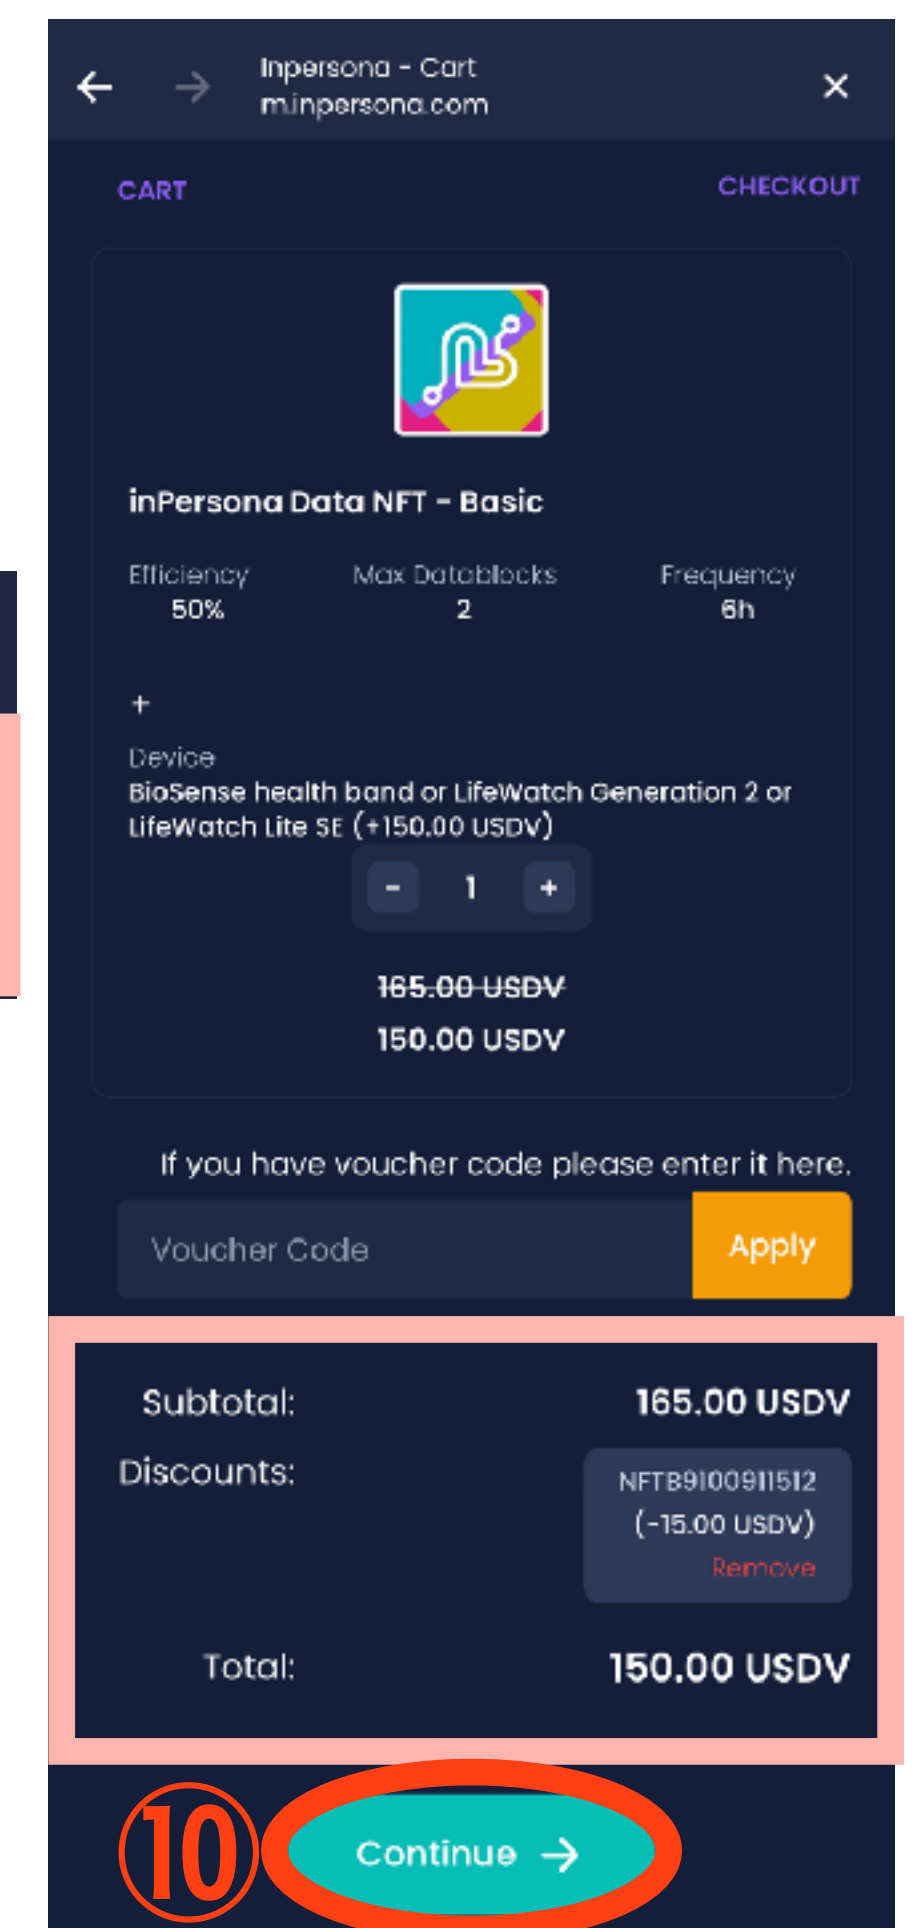 Inpersona - Cart
m.inpersona.com
CART
CHECKOUT
inPersona Data NFT - Basic
Efficiency Max Datablocks Frequency
50% 2 6h
+
Device
BioSense health band or LifeWatch Generation 2 or
LifeWatch Lite SE (+150.00 USDV)
- 1 +
165.00 USDV
150.00 USDV
If you have voucher code please enter it here.
Voucher Code Apply
Subtotal: 165.00 USDV
Discounts: NFTB9100911512
(-15.00 USDV)
Remove
Total: 150.00 USDV
⑩ Continue →